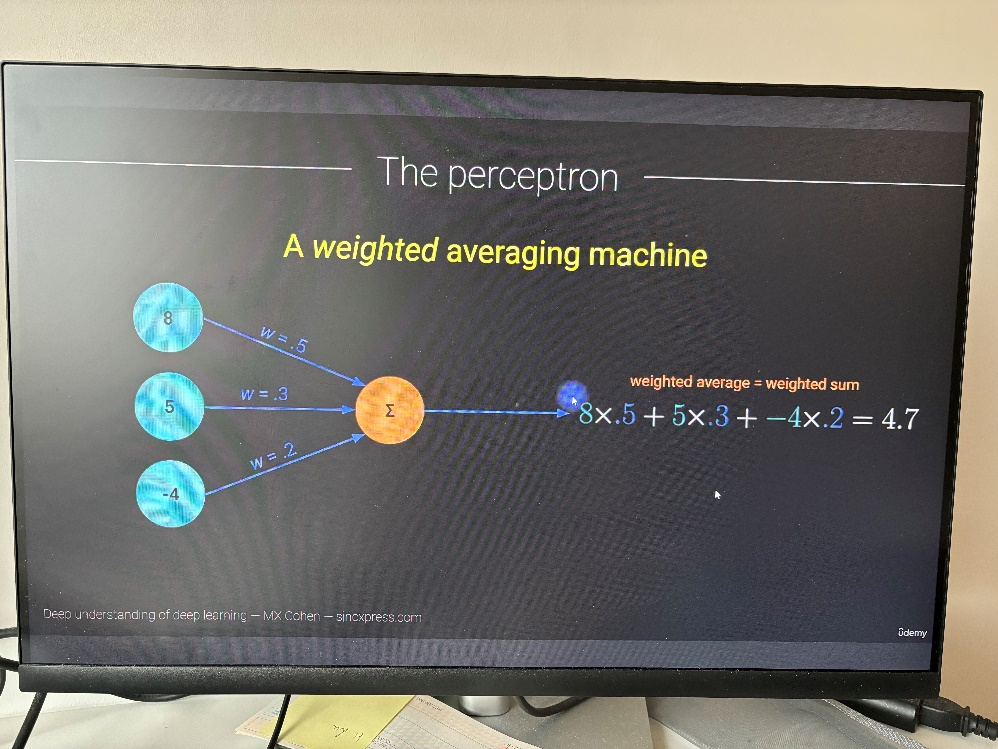 The perceptron
A weighted averaging machine
8
w = .5
5
w = .3
-4
w = .2
Σ
weighted average = weighted sum
8×.5 + 5×.3 + −4×.2 = 4.7
Deep understanding of deep learning — MX Cohen — sincxpress.com
ûdemy